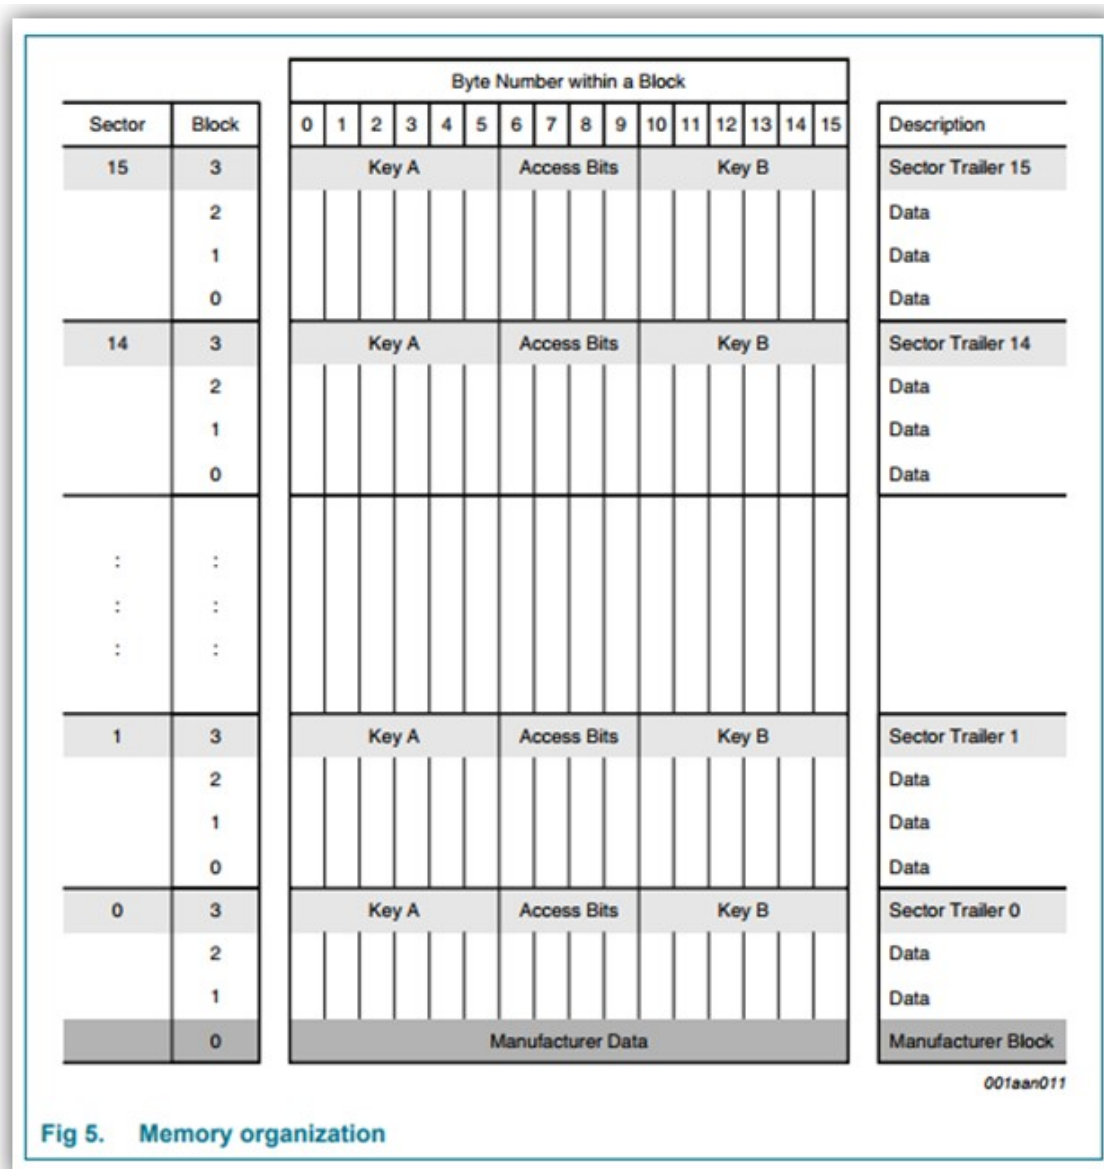 Byte Number within a Block
Sector Block 0 1 2 3 4 5 6 7 8 9 10 11 12 13 14 15 Description
15 3 Key A Access Bits Key B Sector Trailer 15
2 Data
1 Data
0 Data
14 3 Key A Access Bits Key B Sector Trailer 14
2 Data
1 Data
0 Data
: :
: :
: :
1 3 Key A Access Bits Key B Sector Trailer 1
2 Data
1 Data
0 Data
0 3 Key A Access Bits Key B Sector Trailer 0
2 Data
1 Data
0 Manufacturer Data Manufacturer Block
001aan011
Fig 5. Memory organization